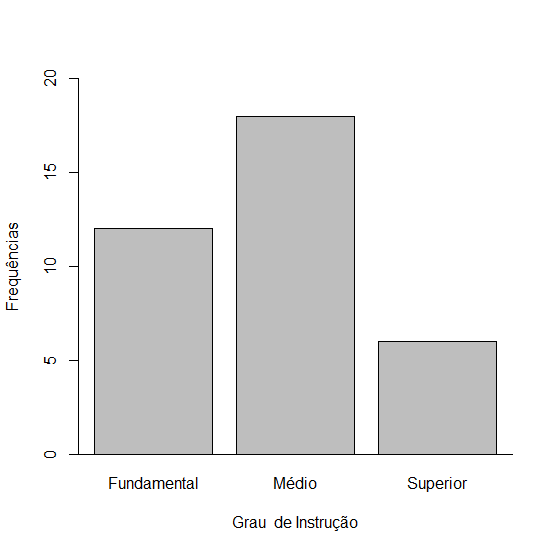 Frequências
20
15
10
5
0
Fundamental Médio Superior
Grau de Instrução